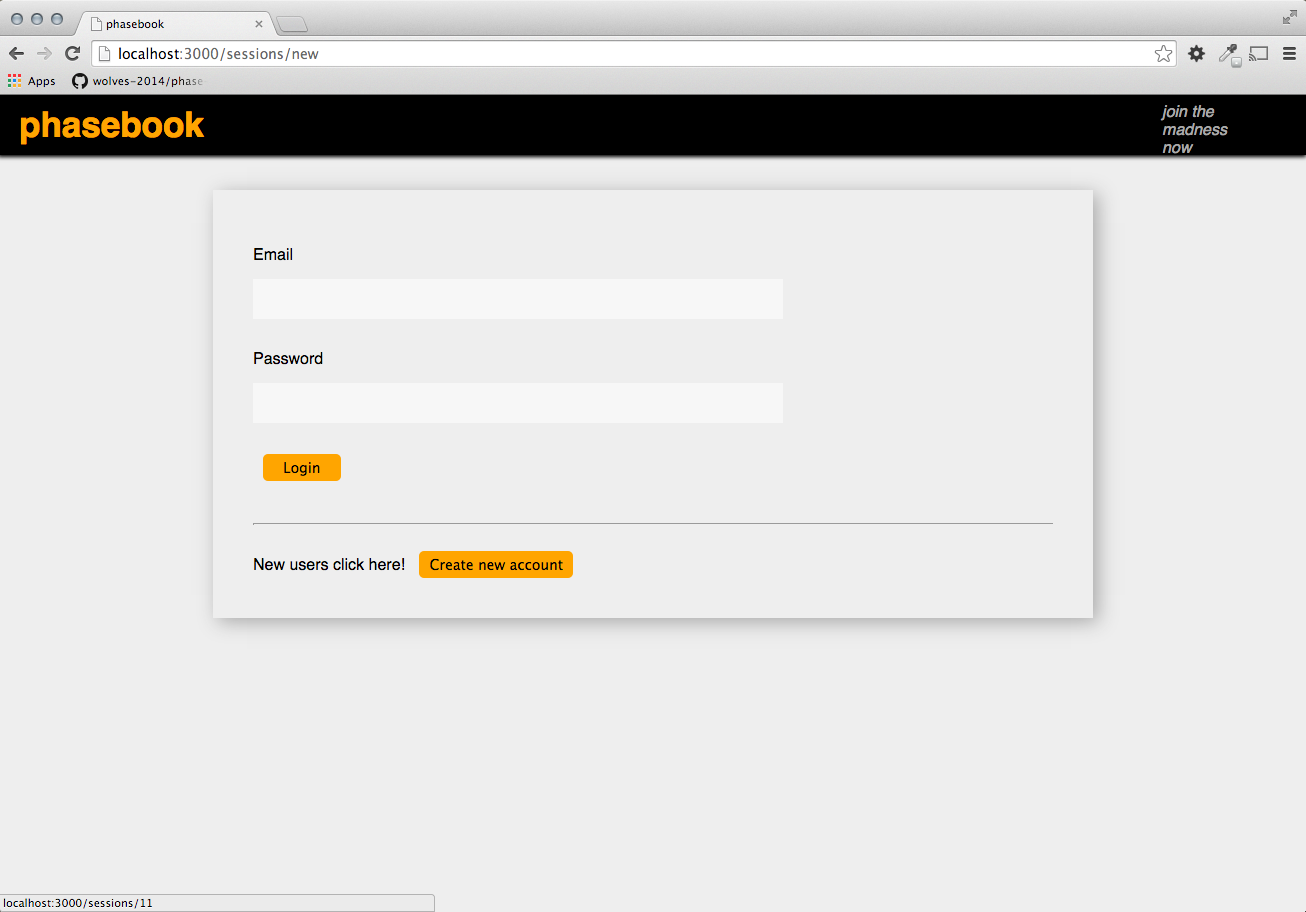 phasebook
localhost:3000/sessions/new
Apps
wolves-2014/phase
phasebook
join the
madness
now
Email
Password
Login
New users click here!
Create new account
localhost:3000/sessions/11